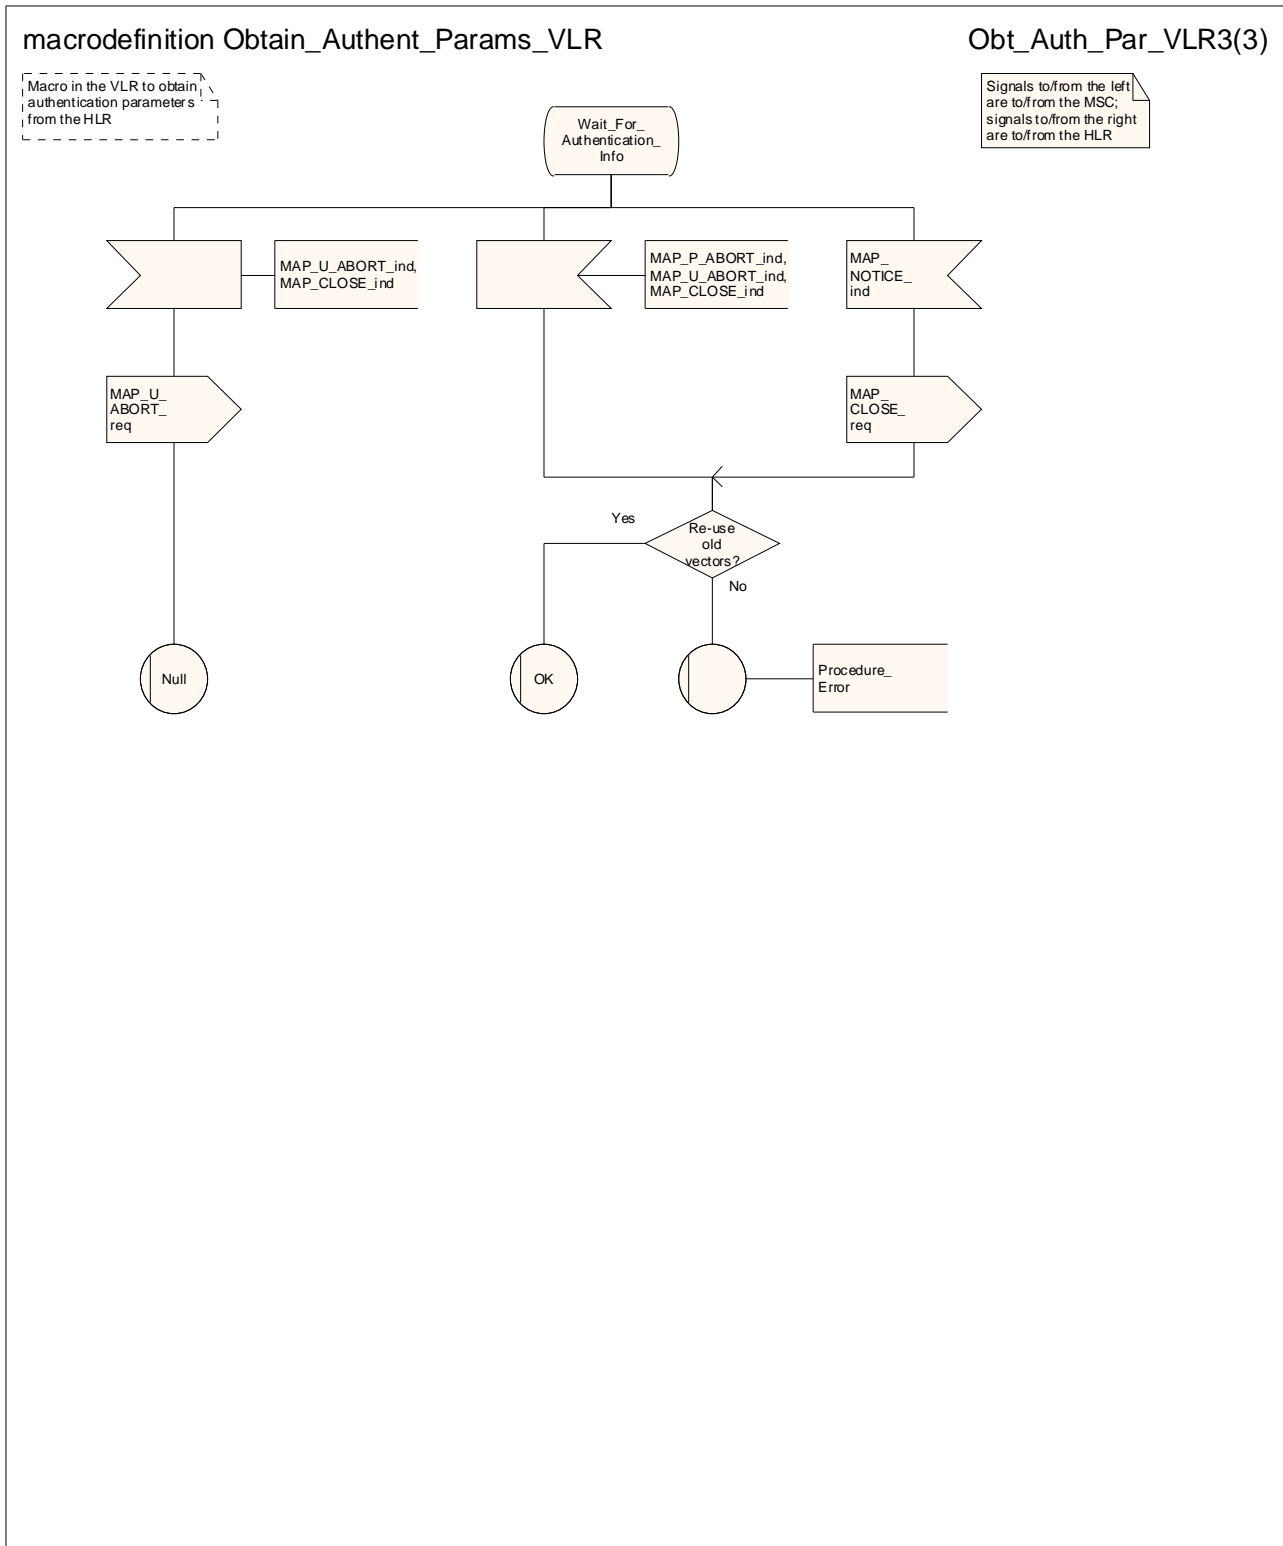 macrodefinition Obtain_Authent_Params_VLR
Obt_Auth_Par_VLR3(3)
Macro in the VLR to obtain
authentication parameters
from the HLR
Signals to/from the left
are to/from the MSC;
signals to/from the right
are to/from the HLR
Wait_For_
Authentication_
Info
MAP_U_ABORT_ind,
MAP_CLOSE_ind
MAP_P_ABORT_ind,
MAP_U_ABORT_ind,
MAP_CLOSE_ind
MAP_
NOTICE_
ind
MAP_U_
ABORT_
req
MAP_
CLOSE_
req
Yes
Re-use
old
vectors?
No
Null
OK
Procedure_
Error